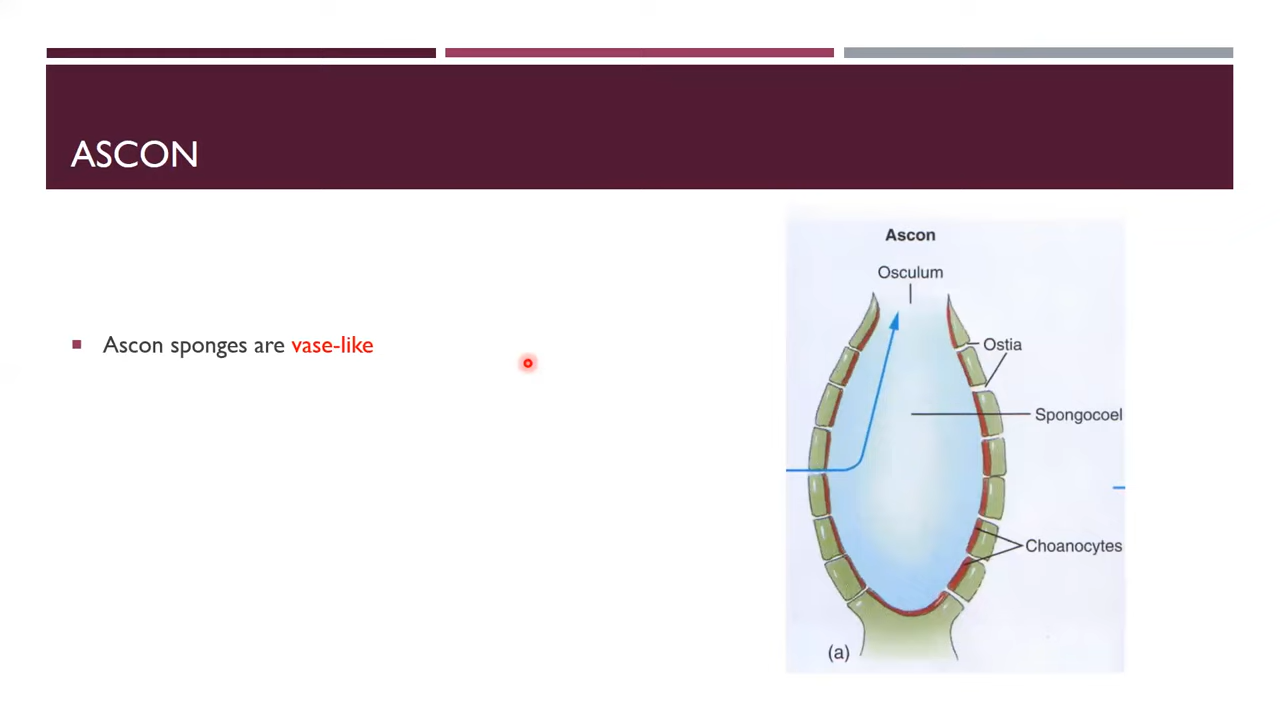 ASCON
Ascon sponges are vase-like
Ascon
Osculum
Ostia
Spongocoel
Choanocytes
(a)